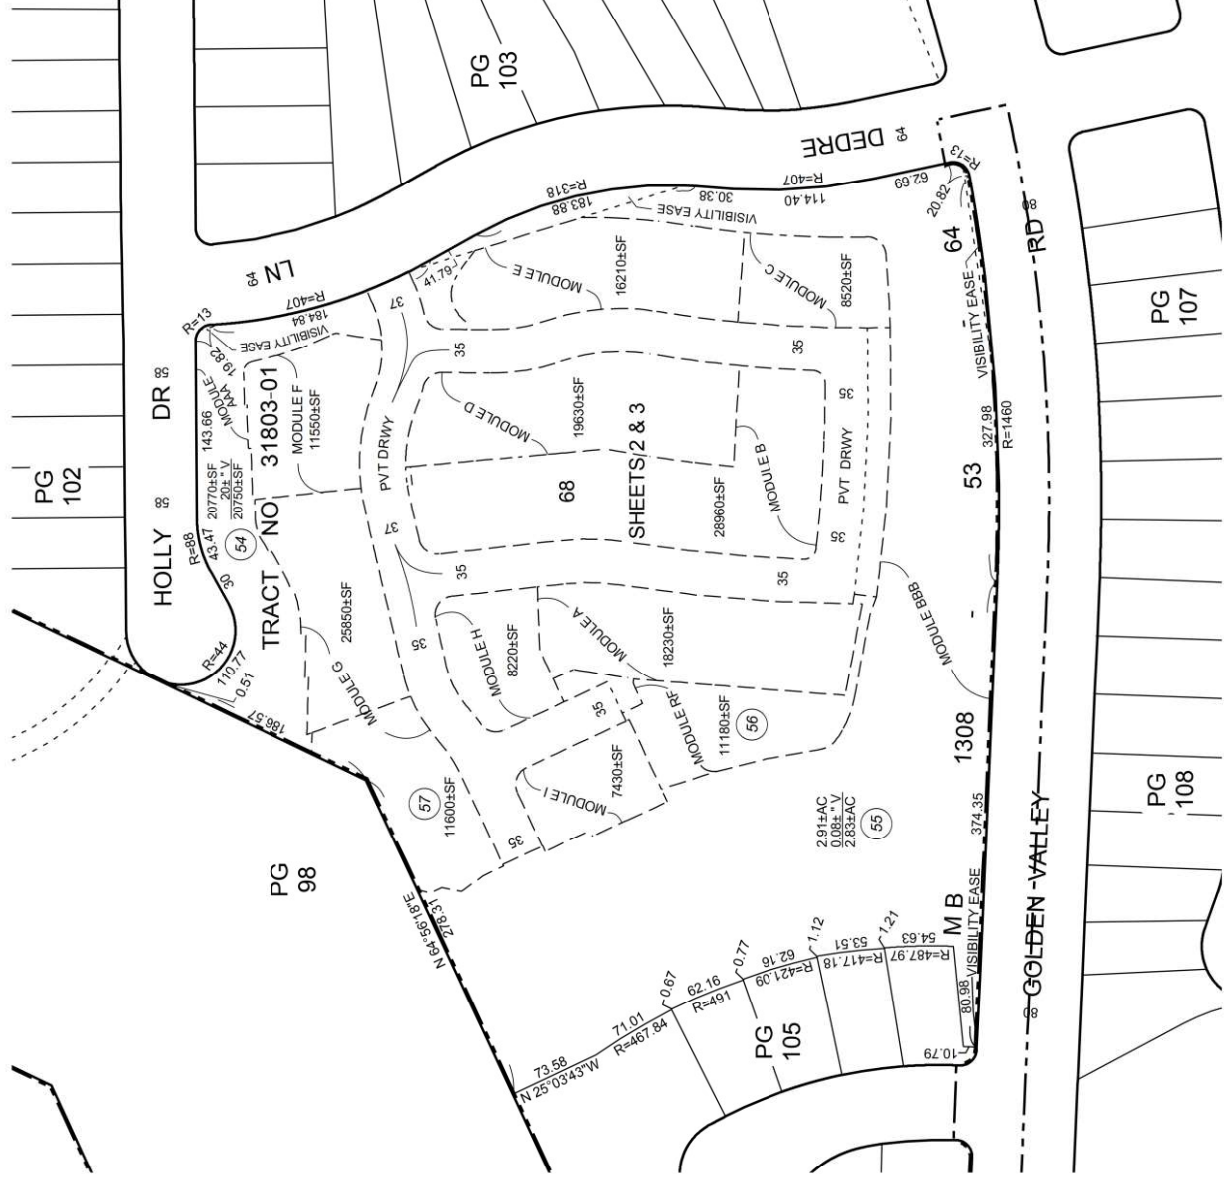 PG
103
PG
102
PG
98
PG
105
PG
107
PG
108
HOLLY DR
58
58
LN
64
DEDRE
64
GOLDEN VALLEY RD
80
80
TRACT NO 31803-01
M B 1308 - 53 64
SHEETS 2 & 3
68
R=13
R=407
184.84
VISIBILITY EASE
19.82
MODULE
AAA
143.66
20770±SF
20±" V
20750±SF
54
R=88
43.47
30
R=44
110.77
0.51
186.57
MODULE F
11550±SF
25850±SF
MODULE G
PVT DRWY
37
37
35
35
41.79
R=318
183.88
30.38
VISIBILITY EASE
R=407
114.40
62.69
R=13
20.82
MODULE E
16210±SF
MODULE C
8520±SF
35
35
MODULE D
19630±SF
28960±SF
MODULE B
35
PVT DRWY
35
35
35
MODULE H
8220±SF
MODULE A
18230±SF
MODULE RF
11180±SF
56
35
MODULE I
7430±SF
57
11600±SF
MODULE BBB
2.91±AC
0.08±" V
2.83±AC
55
VISIBILITY EASE
327.98
R=1460
374.35
VISIBILITY EASE
80.98
10.79
N 64°56'18"E
278.31
73.58
N 25°03'43"W
71.01
R=467.84
0.67
62.16
R=491
0.77
62.16
R=421.09
1.12
53.51
R=417.18
1.21
54.63
R=487.97